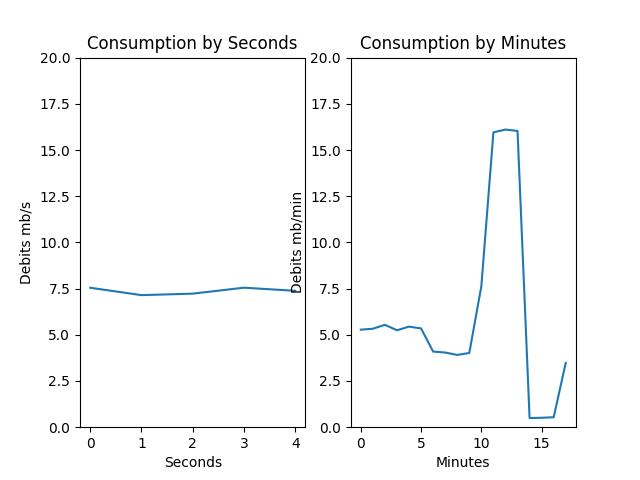 Consumption by Seconds
20.0
17.5
15.0
12.5
10.0
7.5
5.0
2.5
0.0
Debits mb/s
0 1 2 3 4
Seconds
Consumption by Minutes
20.0
17.5
15.0
12.5
10.0
7.5
5.0
2.5
0.0
Debits mb/min
0 5 10 15
Minutes